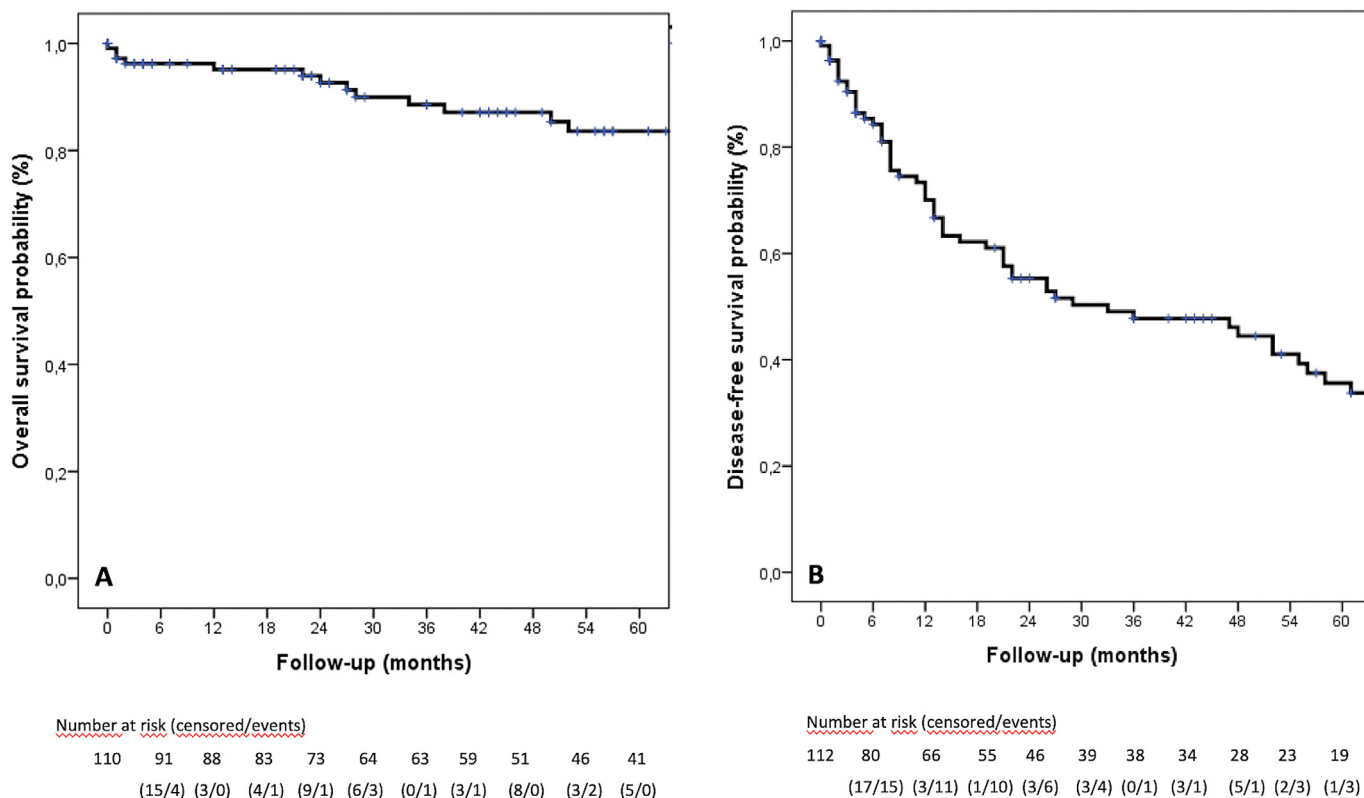 Overall survival probability (%)
1,0
0,8
0,6
0,4
0,2
0,0
A
0 6 12 18 24 30 36 42 48 54 60
Follow-up (months)
Number at risk (censored/events)
110 91 88 83 73 64 63 59 51 46 41
(15/4) (3/0) (4/1) (9/1) (6/3) (0/1) (3/1) (8/0) (3/2) (5/0)
Disease-free survival probability (%)
1,0
0,8
0,6
0,4
0,2
0,0
B
0 6 12 18 24 30 36 42 48 54 60
Follow-up (months)
Number at risk (censored/events)
112 80 66 55 46 39 38 34 28 23 19
(17/15) (3/11) (1/10) (3/6) (3/4) (0/1) (3/1) (5/1) (2/3) (1/3)